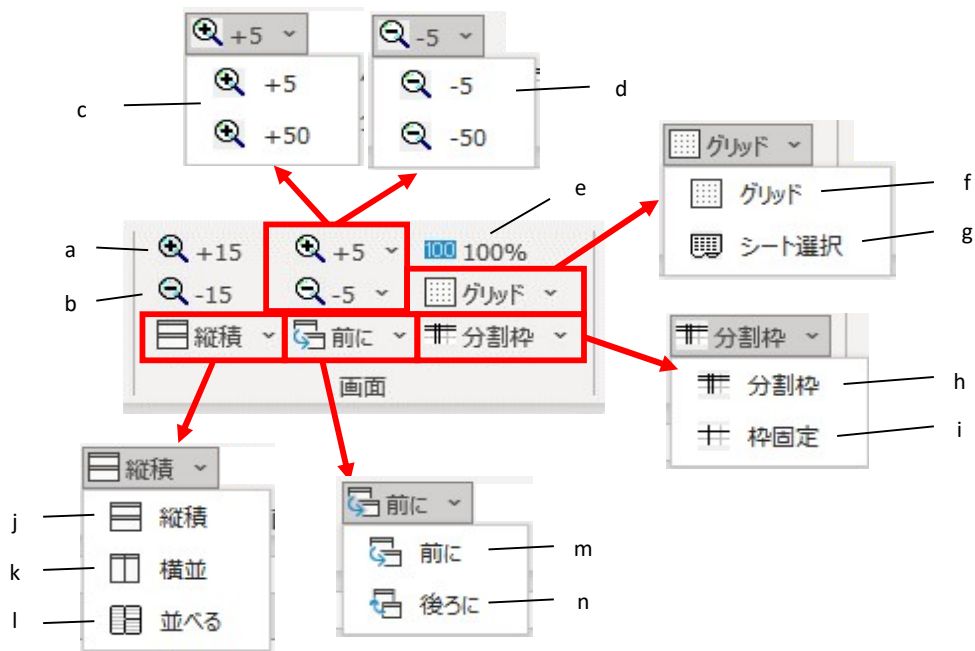 +5
-5
+5
+50
c
-5
-50
d
グリッド
グリッド
f
シート選択
g
e
a
+15
+5
100 100%
b
-15
-5
グリッド
縦積
前に
分割枠
画面
分割枠
分割枠
h
枠固定
i
縦積
j
縦積
k
横並
l
並べる
前に
前に
m
後ろに
n